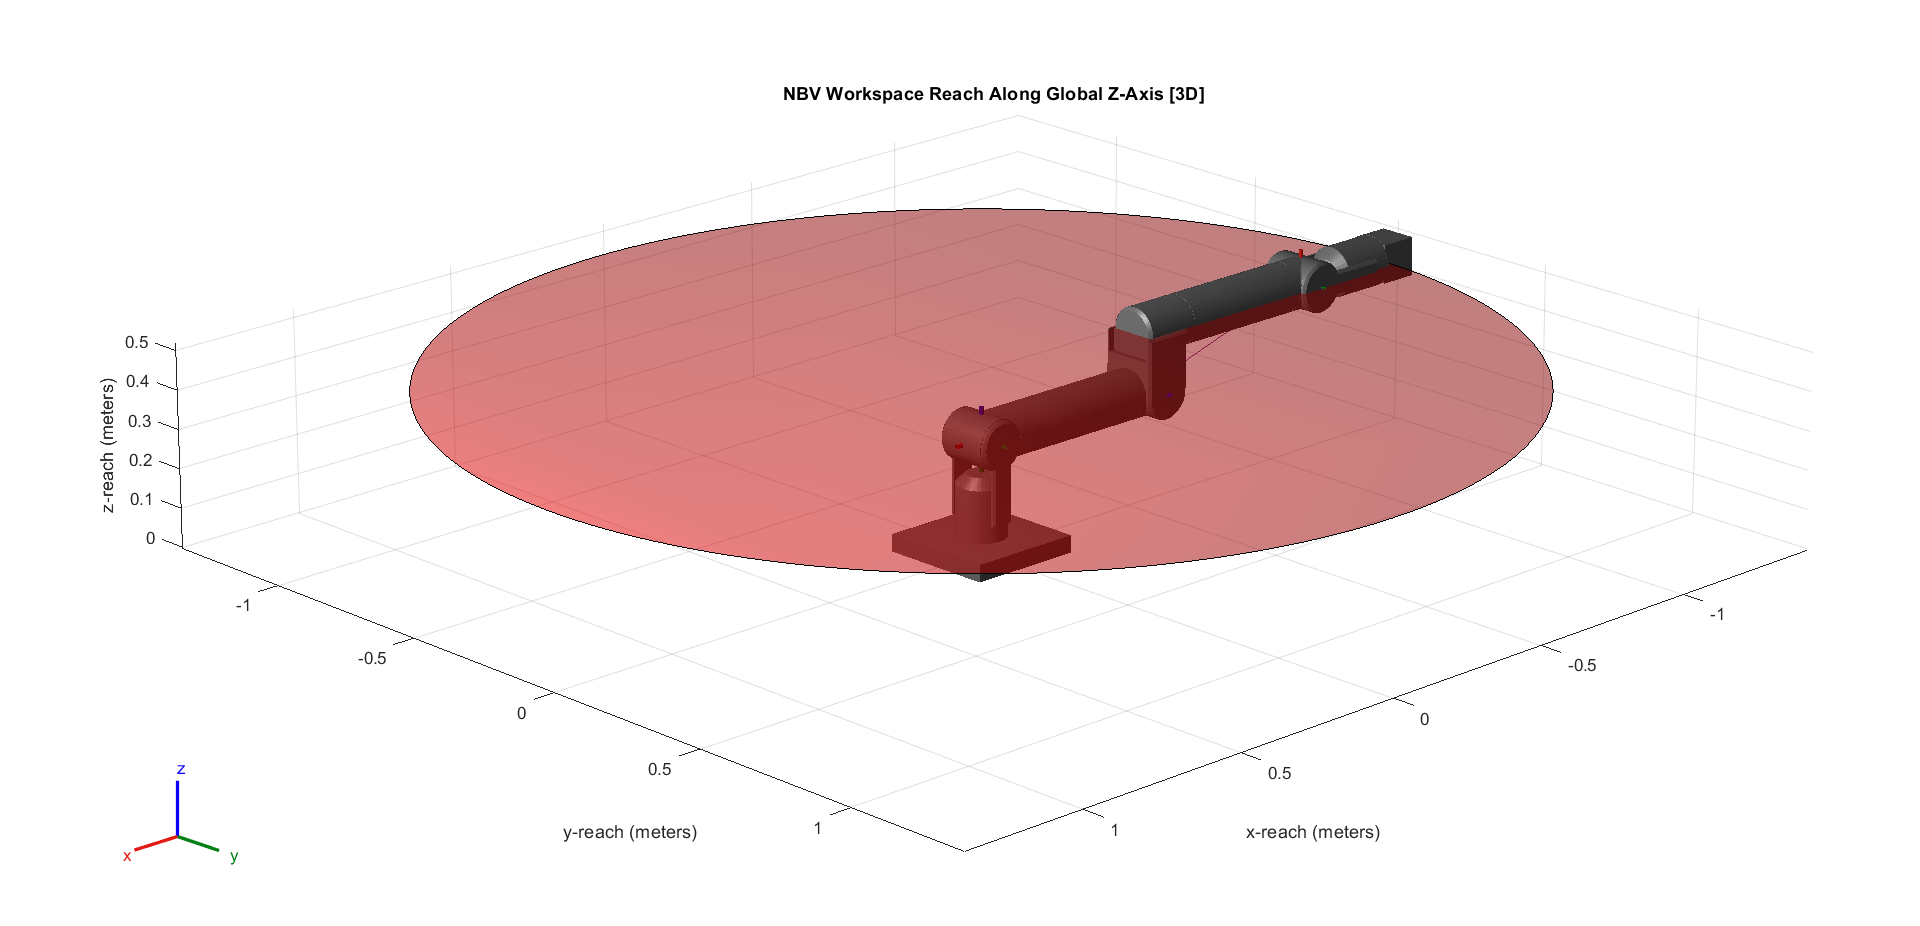 NBV Workspace Reach Along Global Z-Axis [3D]
z-reach (meters)
0.5
0.4
0.3
0.2
0.1
0
-1
-0.5
0
0.5
1
y-reach (meters)
-1
-0.5
0
0.5
1
x-reach (meters)
z
x
y